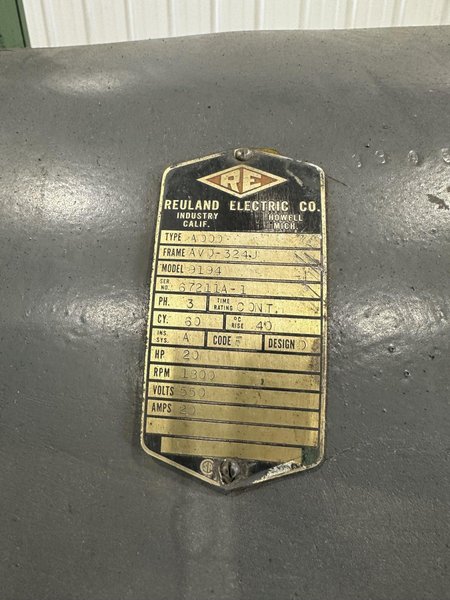 RE
REULAND ELECTRIC CO.
INDUSTRY CALIF. HOWELL MICH.
TYPE A000
FRAME AVO-324J
MODEL 9194
SER. NO. 67211A-1
PH. 3 TIME RATING CONT.
CY. 60 °C RISE 40
INS. SYS. A CODE F DESIGN
HP 20
RPM 1800
VOLTS 550
AMPS 20